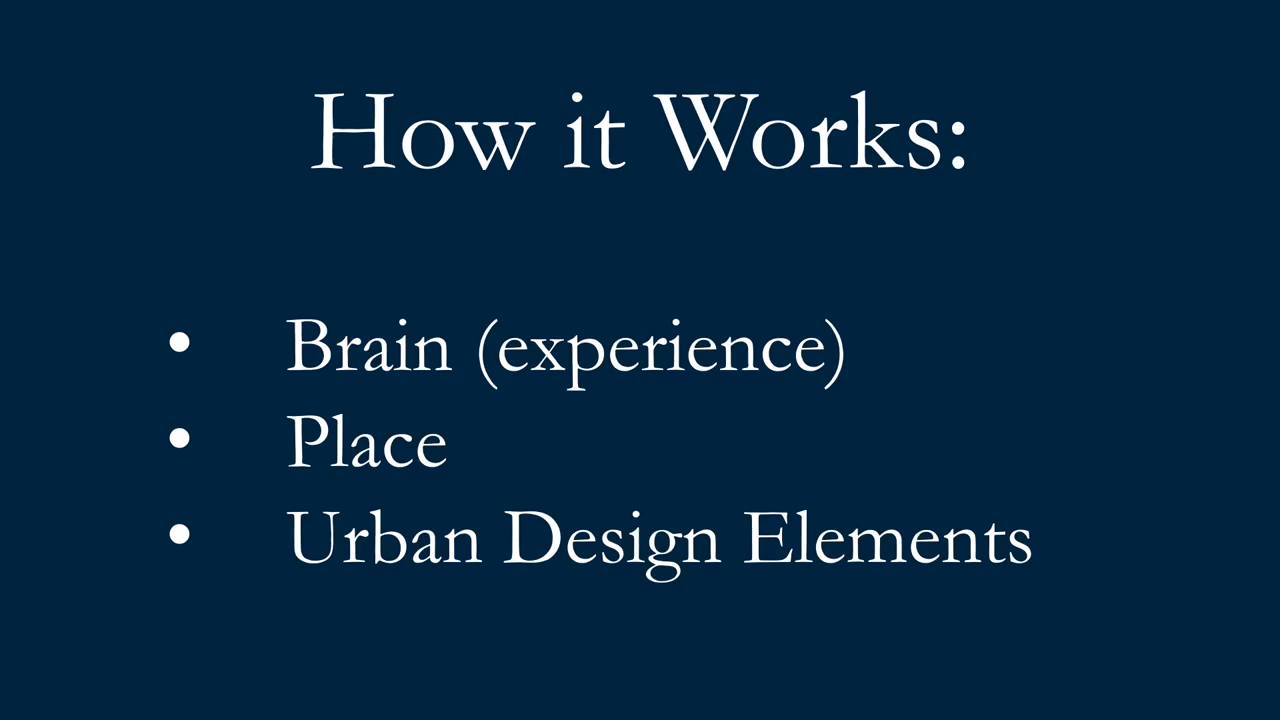 How it Works:
• Brain (experience)
• Place
• Urban Design Elements